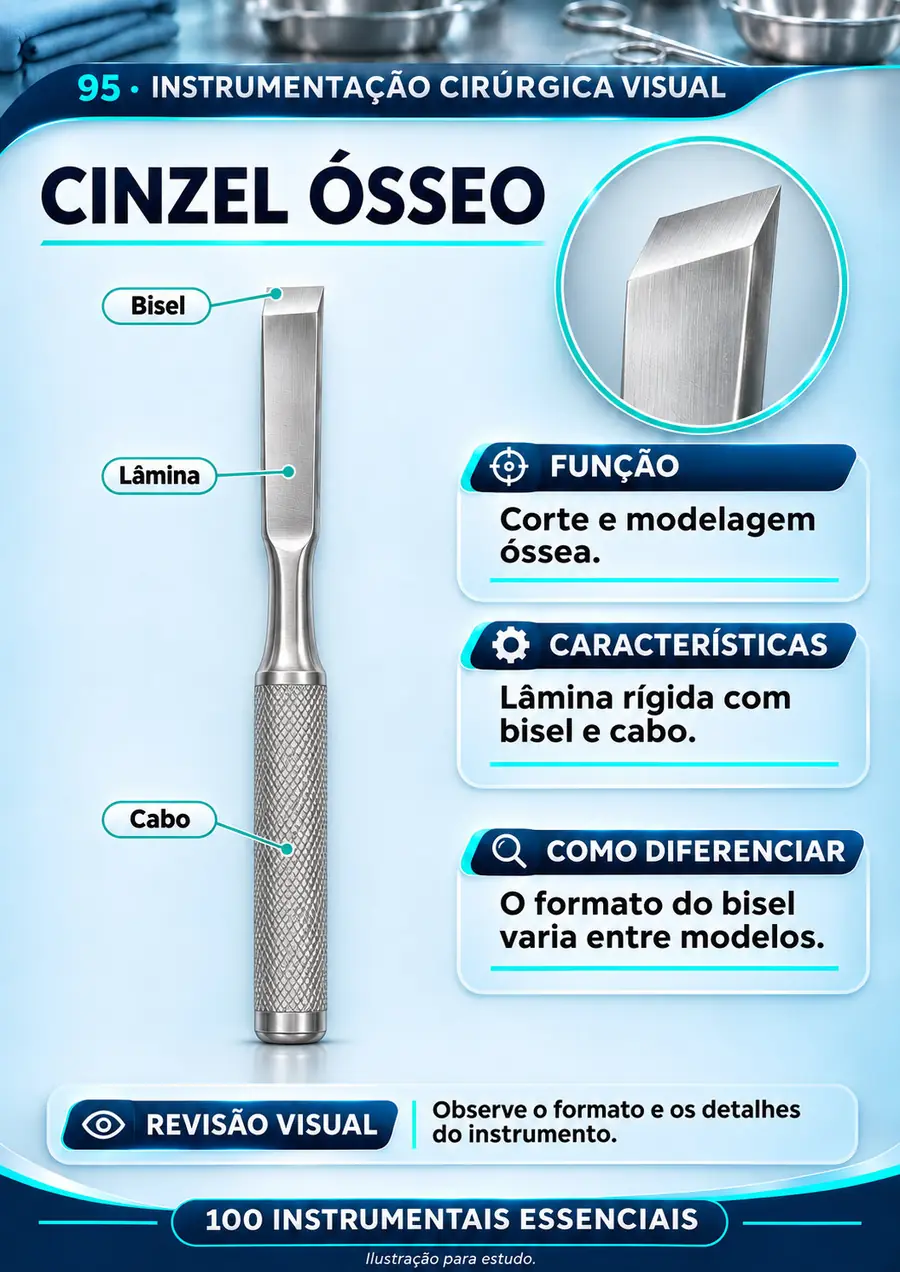 95 • INSTRUMENTAÇÃO CIRÚRGICA VISUAL
CINZEL ÓSSEO
Bisel
Lâmina
Cabo
FUNÇÃO
Corte e modelagem
óssea.
CARACTERÍSTICAS
Lâmina rígida com
bisel e cabo.
COMO DIFERENCIAR
O formato do bisel
varia entre modelos.
REVISÃO VISUAL
Observe o formato e os detalhes
do instrumento.
100 INSTRUMENTAIS ESSENCIAIS
Ilustração para estudo.